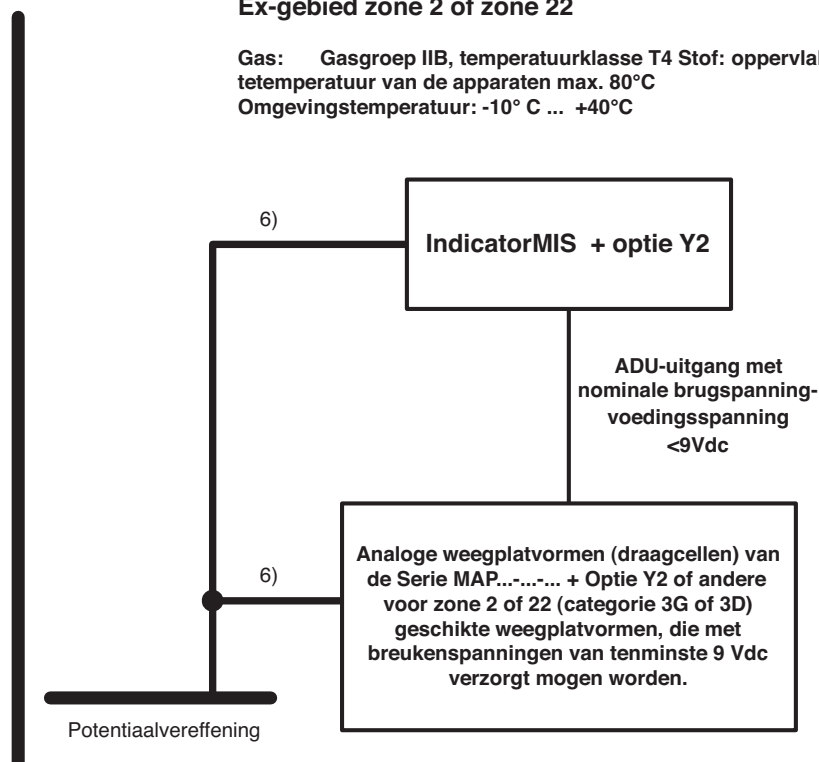 Ex-gebied zone 2 of zone 22
Gas: Gasgroep IIB, temperatuurklasse T4 Stof: oppervlak
tetemperatuur van de apparaten max. 80°C
Omgevingstemperatuur: -10° C ... +40°C
6)
IndicatorMIS + optie Y2
ADU-uitgang met
nominale brugspanning-
voedingsspanning
<9Vdc
6)
Analoge weegplatvormen (draagcellen) van
de Serie MAP...-...-... + Optie Y2 of andere
voor zone 2 of 22 (categorie 3G of 3D)
geschikte weegplatvormen, die met
breukenspanningen van tenminste 9 Vdc
verzorgt mogen worden.
Potentiaalvereffening